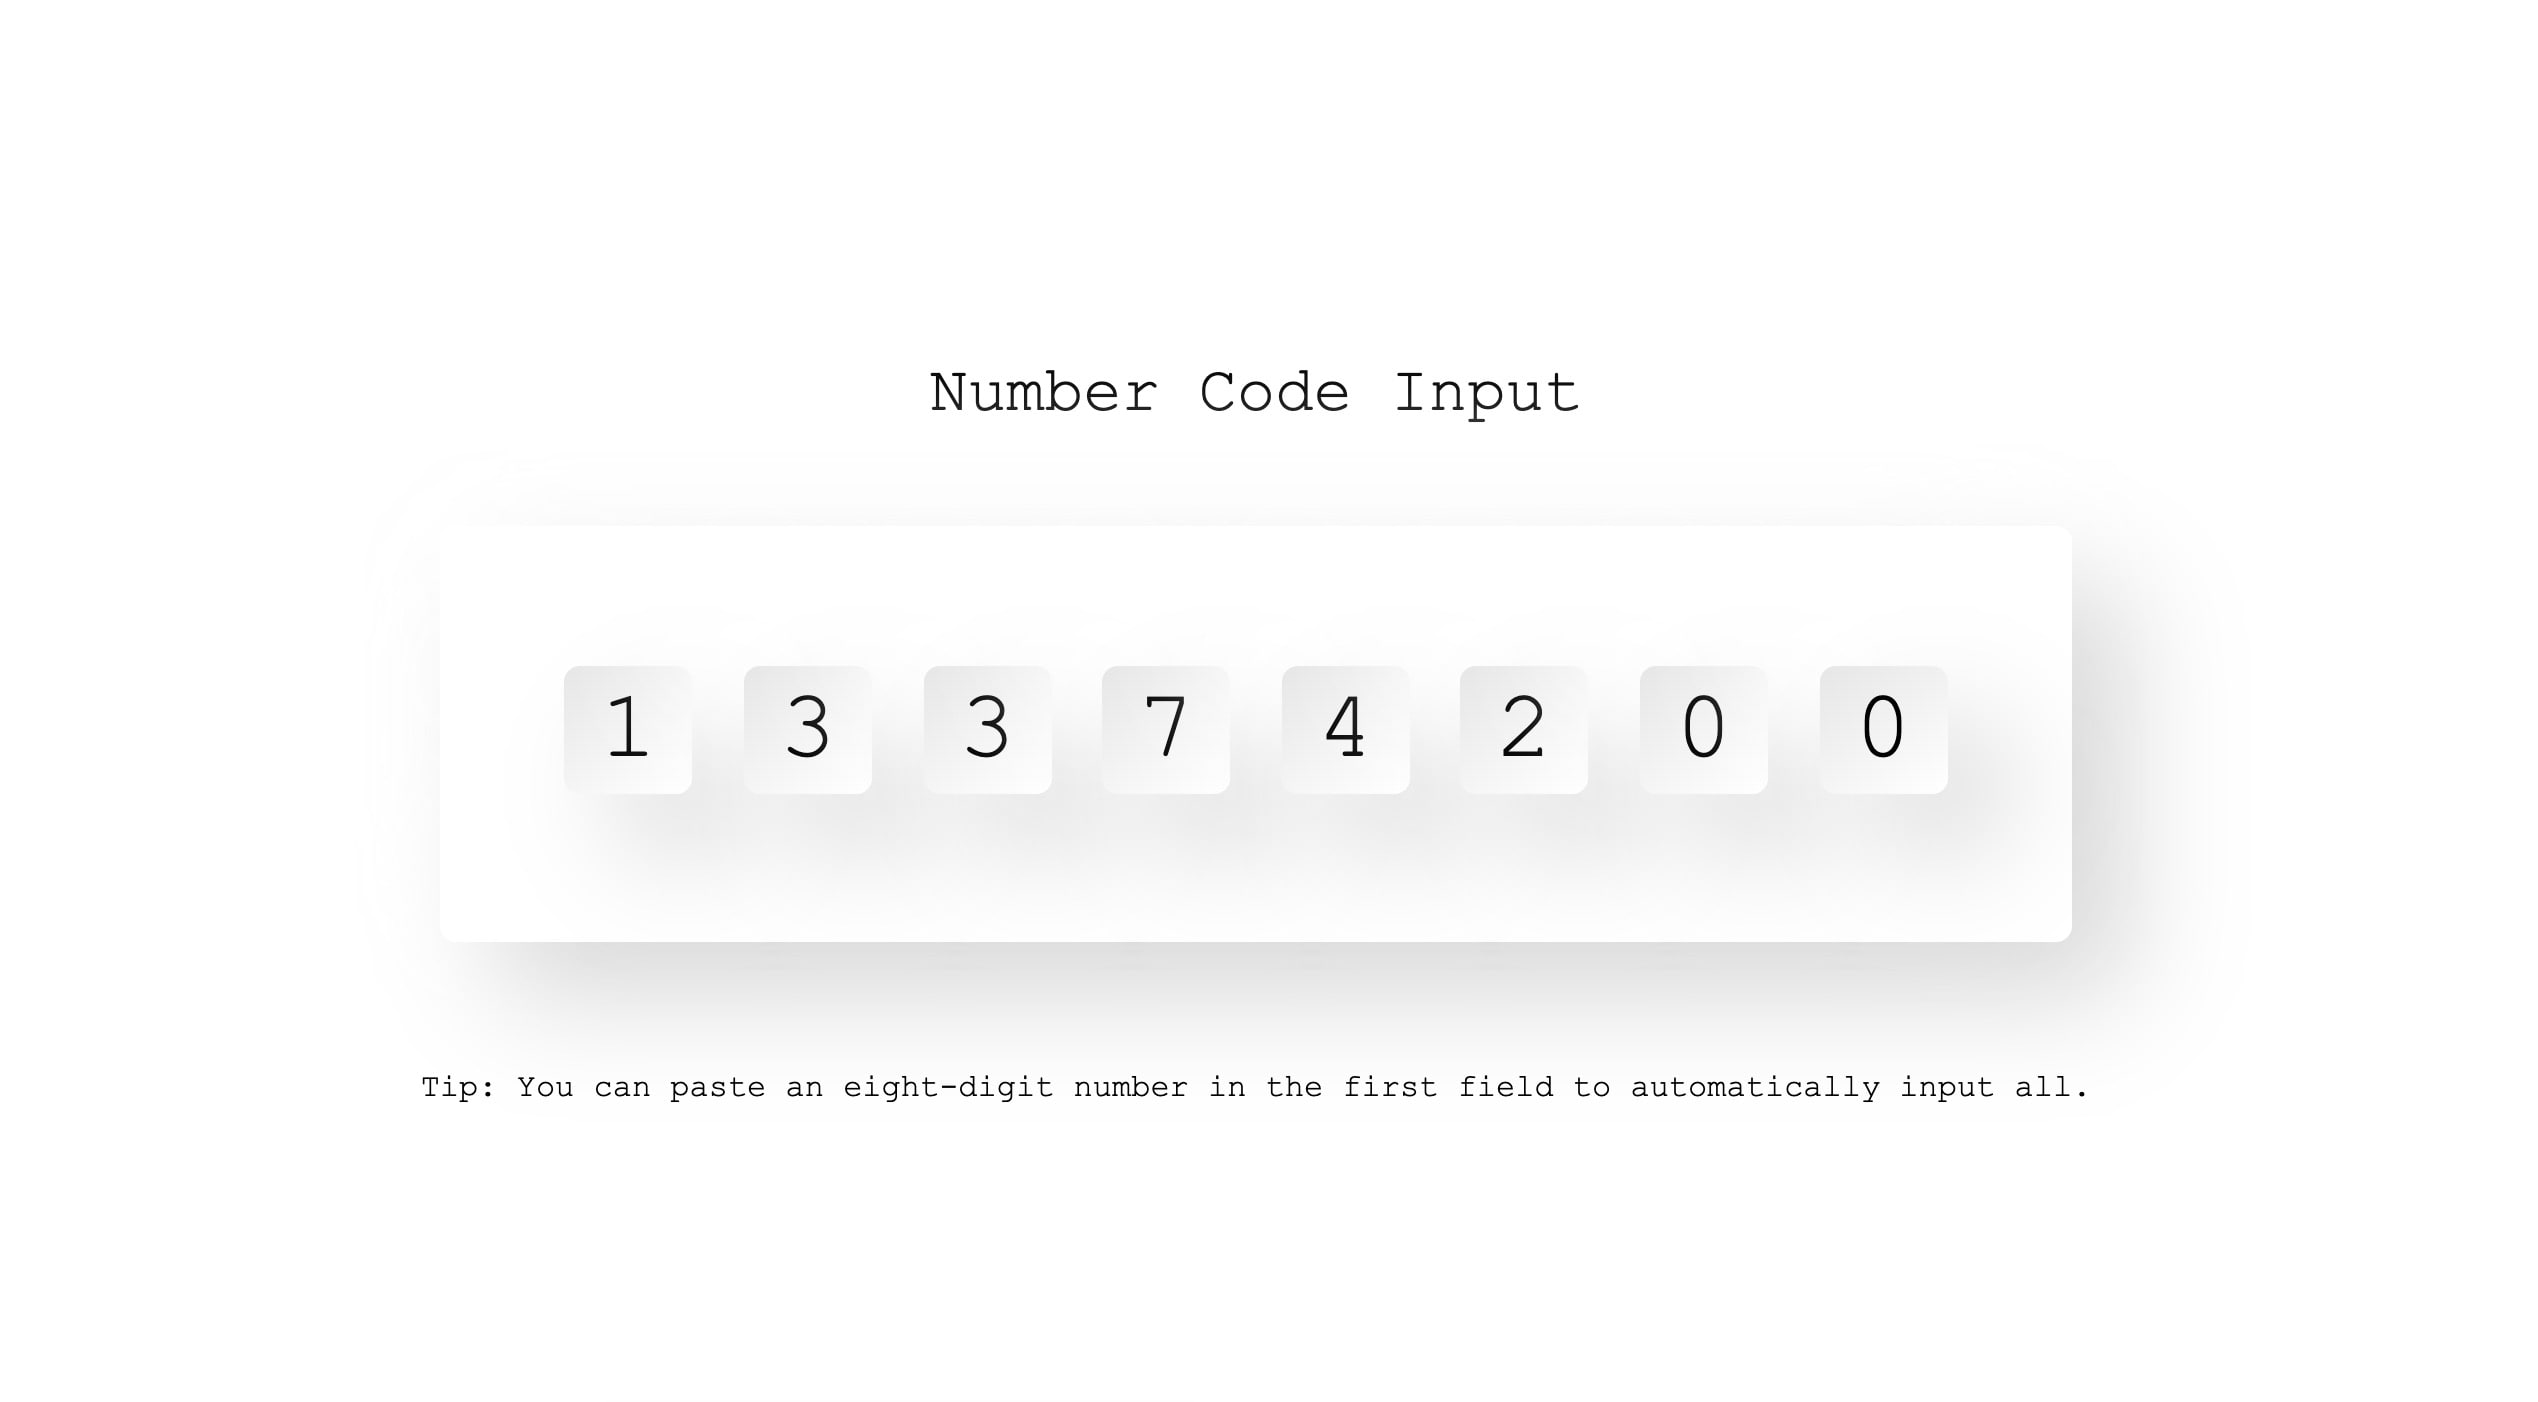 Number Code Input
1 3 3 7 4 2 0 0
Tip: You can paste an eight-digit number in the first field to automatically input all.